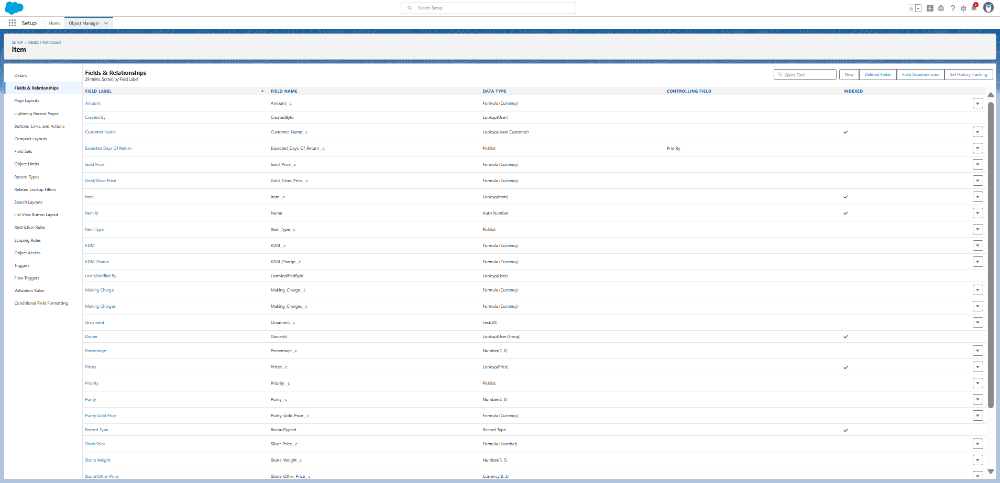 Search Setup
2
Setup
Home
Object Manager
SETUP > OBJECT MANAGER
Item
Details
Fields & Relationships
Page Layouts
Lightning Record Pages
Buttons, Links, and Actions
Compact Layouts
Field Sets
Object Limits
Record Types
Related Lookup Filters
Search Layouts
List View Button Layout
Restriction Rules
Scoping Rules
Object Access
Triggers
Flow Triggers
Validation Rules
Conditional Field Formatting
Fields & Relationships
29 Items, Sorted by Field Label
Quick Find
New
Deleted Fields
Field Dependencies
Set History Tracking
FIELD LABEL FIELD NAME DATA TYPE CONTROLLING FIELD INDEXED
Amount Amount__c Formula (Currency)
Created By CreatedById Lookup(User)
Customer Name Customer_Name__c Lookup(Jewel Customer)
Expected Days Of Return Expected_Days_Of_Return__c Picklist Priority
Gold Price Gold_Price__c Formula (Currency)
Gold/Silver Price Gold_Silver_Price__c Formula (Currency)
Item Item__c Lookup(Item)
Item Id Name Auto Number
Item Type Item_Type__c Picklist
KDM KDM__c Formula (Currency)
KDM Charge KDM_Charge__c Formula (Currency)
Last Modified By LastModifiedById Lookup(User)
Making Charge Making_Charge__c Formula (Currency)
Making Charges Making_Charges__c Formula (Currency)
Ornament Ornament__c Text(20)
Owner OwnerId Lookup(User,Group)
Percentage Percentage__c Number(2, 0)
Prices Prices__c Lookup(Price)
Priority Priority__c Picklist
Purity Purity__c Number(2, 0)
Purity Gold Price Purity_Gold_Price__c Formula (Currency)
Record Type RecordTypeId Record Type
Silver Price Silver_Price__c Formula (Number)
Stone Weight Stone_Weight__c Number(5, 5)
Stone/Other Price Stone_Other_Price__c Currency(8, 2)